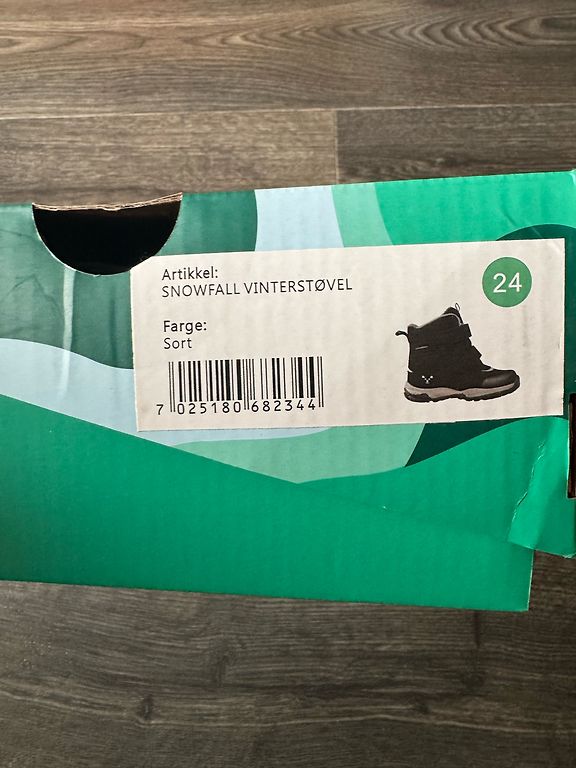 Artikkel:
SNOWFALL VINTERSTØVEL
24
Farge:
Sort
7 025180 682344